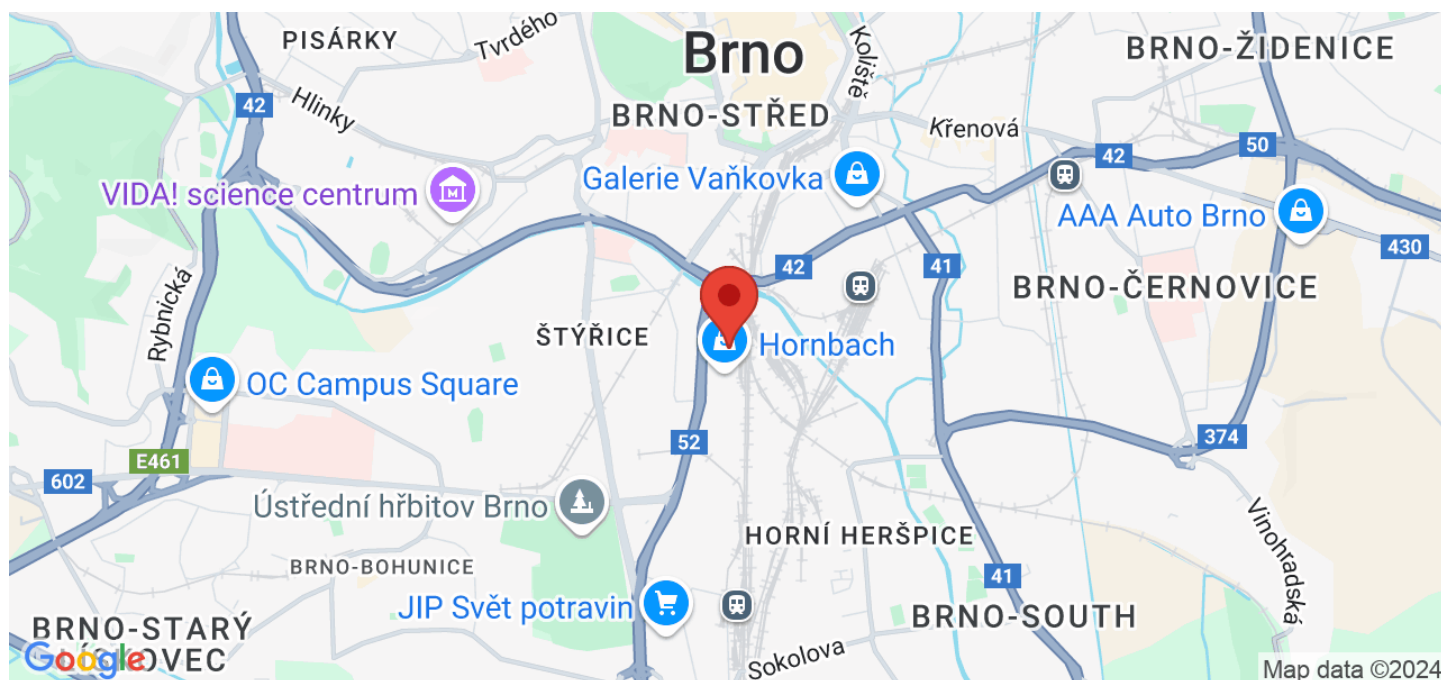 PISÁRKY
Tvrdého
Brno
Koliště
BRNO-ŽIDENICE
42
Hlinky
BRNO-STŘED
Křenová
42
50
VIDA! science centrum
Galerie Vaňkovka
AAA Auto Brno
430
42
41
Rybnická
BRNO-ČERNOVICE
ŠTÝŘICE
Hornbach
OC Campus Square
52
374
E461
602
Ústřední hřbitov Brno
Vinohradská
HORNÍ HERŠPICE
BRNO-BOHUNICE
41
JIP Svět potravin
BRNO-SOUTH
BRNO-STARÝ
LÍSKOVEC
Google
Sokolova
Map data ©2024